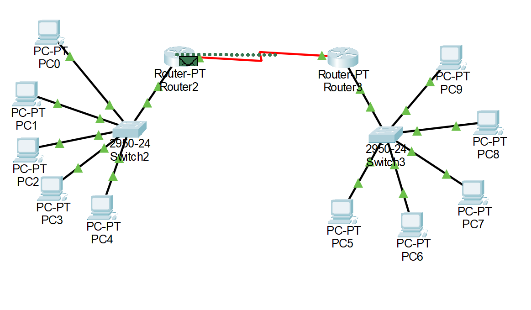 PC-PT
PC0
PC-PT
PC1
PC-PT
PC2
PC-PT
PC3
PC-PT
PC4
2950-24
Switch2
Router-PT
Router2
Router-PT
Router3
2950-24
Switch3
PC-PT
PC9
PC-PT
PC8
PC-PT
PC7
PC-PT
PC6
PC-PT
PC5